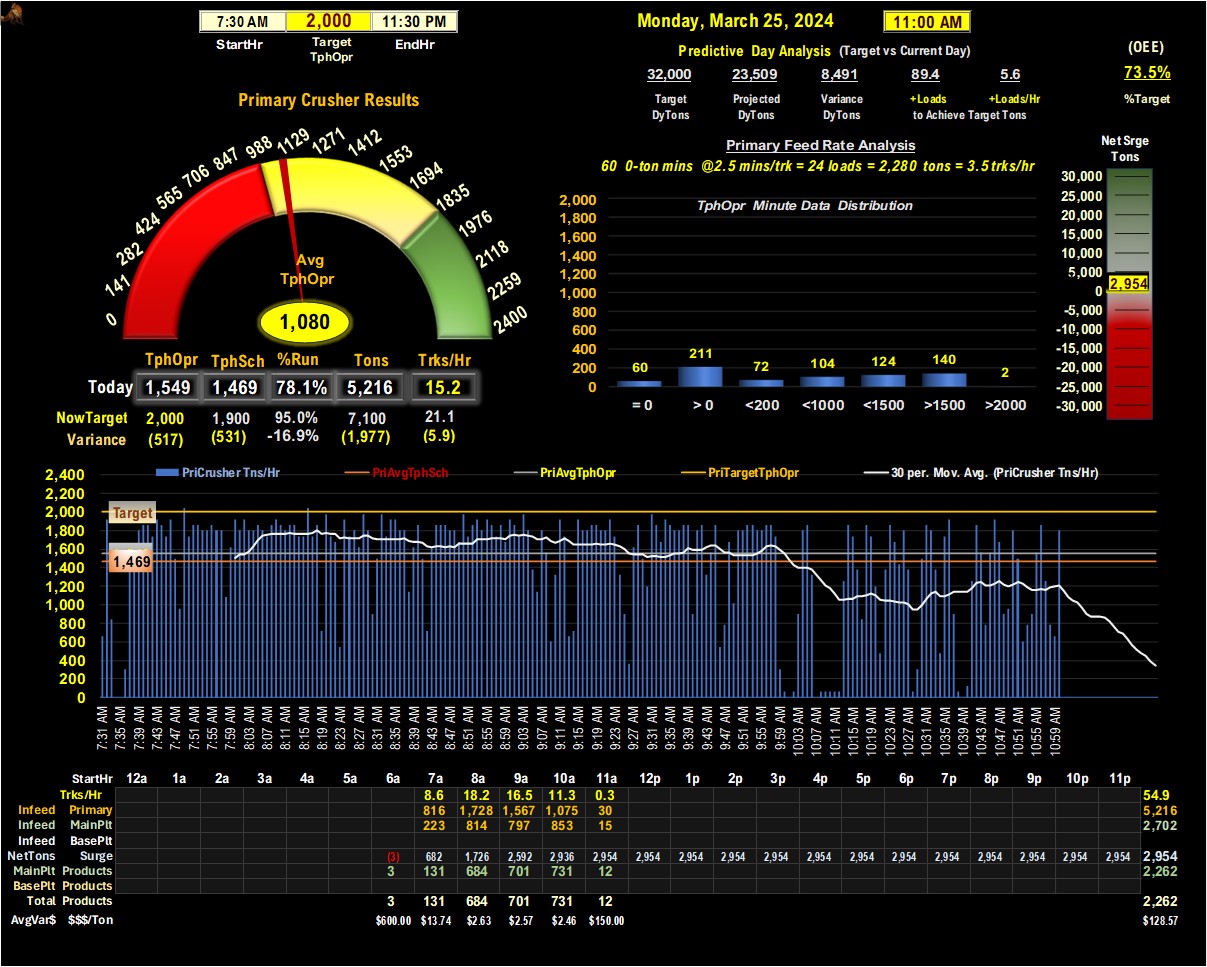 7:30 AM 2,000 11:30 PM
StartHr Target TphOpr EndHr
Monday, March 25, 2024 11:00 AM
Predictive Day Analysis (Target vs Current Day)
(OEE)
32,000 23,509 8,491 89.4 5.6
73.5%
Target DyTons Projected DyTons Variance DyTons +Loads +Loads/Hr
to Achieve Target Tons
%Target
Primary Crusher Results
0 141 282 424 565 706 847 988 1129 1271 1412 1553 1694 1835 1976 2118 2259 2400
Avg
TphOpr
1,080
TphOpr TphSch %Run Tons Trks/Hr
Today 1,549 1,469 78.1% 5,216 15.2
NowTarget 2,000 1,900 95.0% 7,100 21.1
Variance (517) (531) -16.9% (1,977) (5.9)
Primary Feed Rate Analysis
60 0-ton mins @2.5 mins/trk = 24 loads = 2,280 tons = 3.5trks/hr
TphOpr Minute Data Distribution
2,000
1,800
1,600
1,400
1,200
1,000
800
600
400
200
0
60 211 72 104 124 140 2
= 0 > 0 <200 <1000 <1500 >1500 >2000
Net Srge
Tons
30,000
25,000
20,000
15,000
10,000
5,000
2,954
0
-5,000
-10,000
-15,000
-20,000
-25,000
-30,000
PriCrusher Tns/Hr PriAvgTphSch PriAvgTphOpr PriTargetTphOpr 30 per. Mov. Avg. (PriCrusher Tns/Hr)
2,400
2,200
2,000
1,800
1,600
1,400
1,200
1,000
800
600
400
200
0
Target
1,469
7:31 AM 7:35 AM 7:39 AM 7:43 AM 7:47 AM 7:51 AM 7:55 AM 7:59 AM 8:03 AM 8:07 AM 8:11 AM 8:15 AM 8:19 AM 8:23 AM 8:27 AM 8:31 AM 8:35 AM 8:39 AM 8:43 AM 8:47 AM 8:51 AM 8:55 AM 8:59 AM 9:03 AM 9:07 AM 9:11 AM 9:15 AM 9:19 AM 9:23 AM 9:27 AM 9:31 AM 9:35 AM 9:39 AM 9:43 AM 9:47 AM 9:51 AM 9:55 AM 9:59 AM 10:03 AM 10:07 AM 10:11 AM 10:15 AM 10:19 AM 10:23 AM 10:27 AM 10:31 AM 10:35 AM 10:39 AM 10:43 AM 10:47 AM 10:51 AM 10:55 AM 10:59 AM
StartHr 12a 1a 2a 3a 4a 5a 6a 7a 8a 9a 10a 11a 12p 1p 2p 3p 4p 5p 6p 7p 8p 9p 10p 11p
Trks/Hr 8.6 18.2 16.5 11.3 0.3 54.9
Infeed Primary 816 1,728 1,567 1,075 30 5,216
Infeed MainPlt 223 814 797 853 15 2,702
Infeed BasePlt
NetTons Surge (3) 682 1,726 2,592 2,936 2,954 2,954 2,954 2,954 2,954 2,954 2,954 2,954 2,954 2,954 2,954 2,954 2,954 2,954
MainPlt Products 3 131 684 701 731 12 2,262
BasePlt Products
Total Products 3 131 684 701 731 12 2,262
AvgVar$ $$$/Ton $600.00 $13.74 $2.63 $2.57 $2.46 $150.00 $128.57